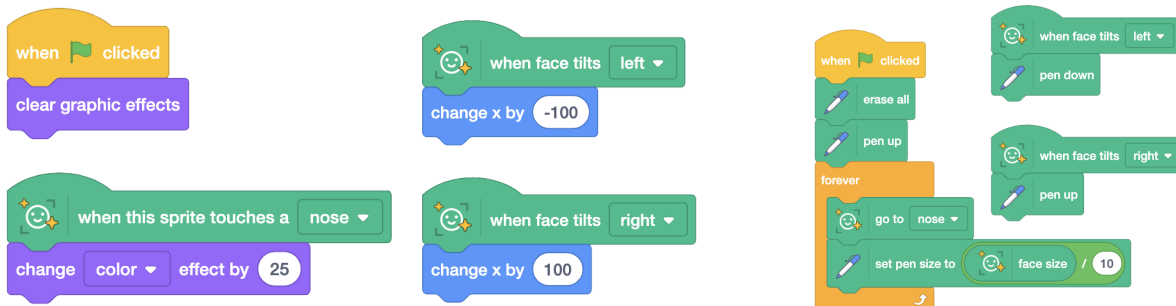 when clicked
clear graphic effects
when this sprite touches a nose
change color effect by 25
when face tilts left
change x by -100
when face tilts right
change x by 100
when clicked
erase all
pen up
forever
go to nose
set pen size to face size / 10
when face tilts left
pen down
when face tilts right
pen up